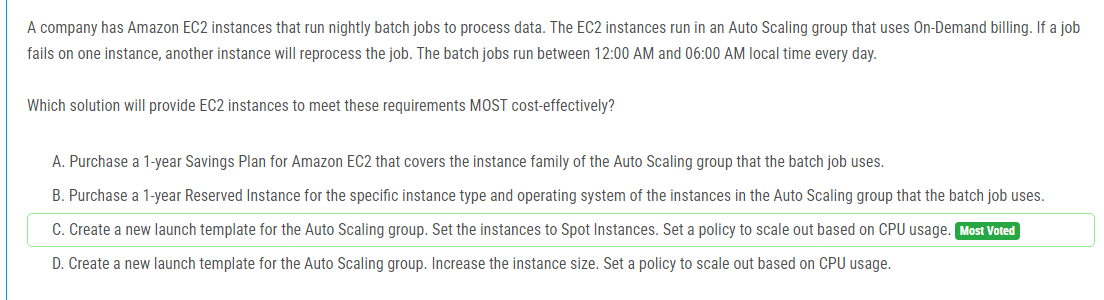 A company has Amazon EC2 instances that run nightly batch jobs to process data. The EC2 instances run in an Auto Scaling group that uses On-Demand billing. If a job
fails on one instance, another instance will reprocess the job. The batch jobs run between 12:00 AM and 06:00 AM local time every day.
Which solution will provide EC2 instances to meet these requirements MOST cost-effectively?
A. Purchase a 1-year Savings Plan for Amazon EC2 that covers the instance family of the Auto Scaling group that the batch job uses.
B. Purchase a 1-year Reserved Instance for the specific instance type and operating system of the instances in the Auto Scaling group that the batch job uses.
C. Create a new launch template for the Auto Scaling group. Set the instances to Spot Instances. Set a policy to scale out based on CPU usage. Most Voted
D. Create a new launch template for the Auto Scaling group. Increase the instance size. Set a policy to scale out based on CPU usage.